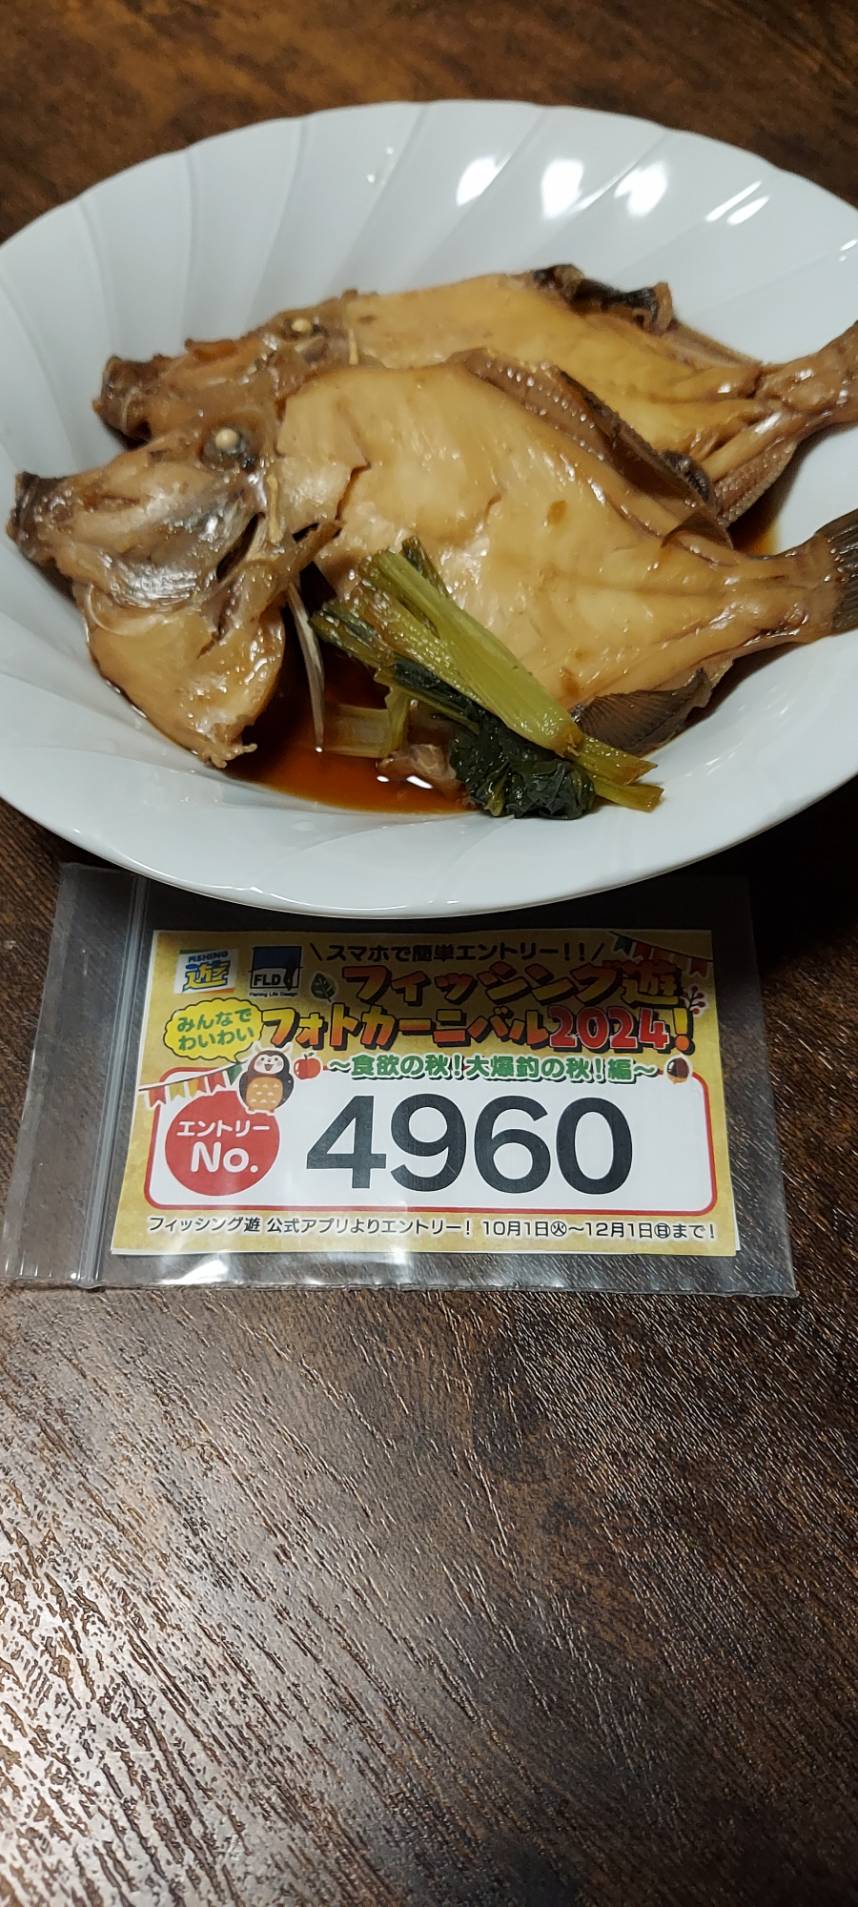 FISHING
遊
FLD
Fishing Life Design
\スマホで簡単エントリー!!/
フィッシング遊
みんなで
わいわい
フォトカーニバル2024!
～食欲の秋!大爆釣の秋!編～
エントリー
No.
4960
フィッシング遊 公式アプリよりエントリー! 10月1日㊋～12月1日㊐まで!